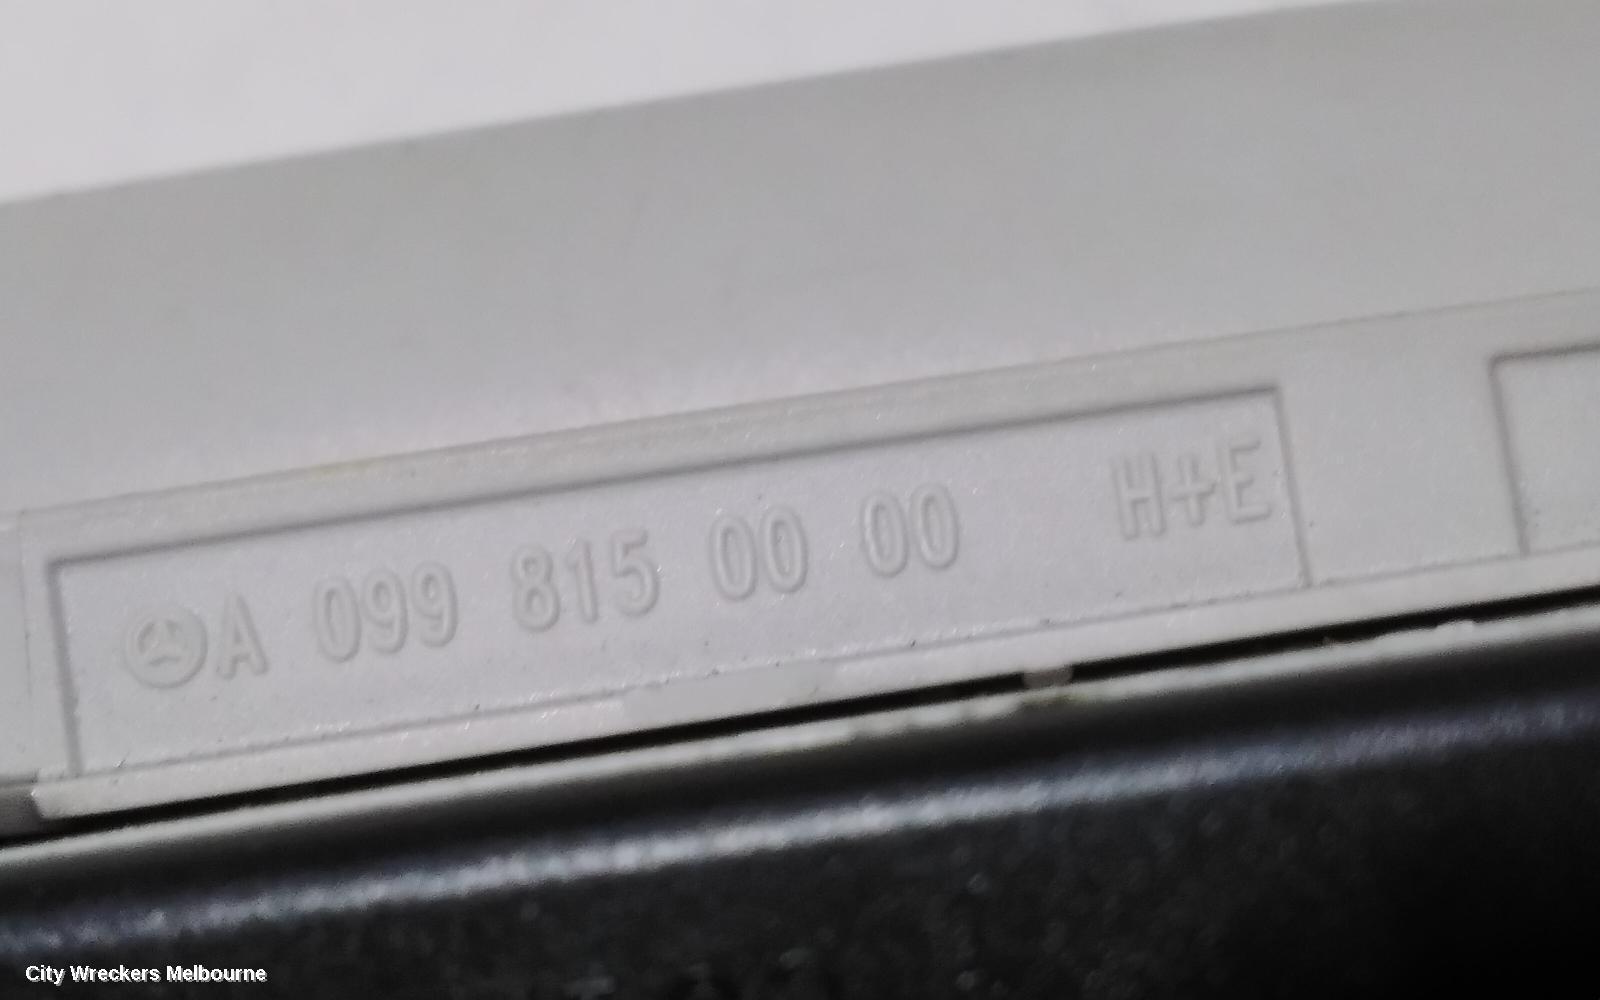 A 099 815 00 00 H+E
City Wreckers Melbourne